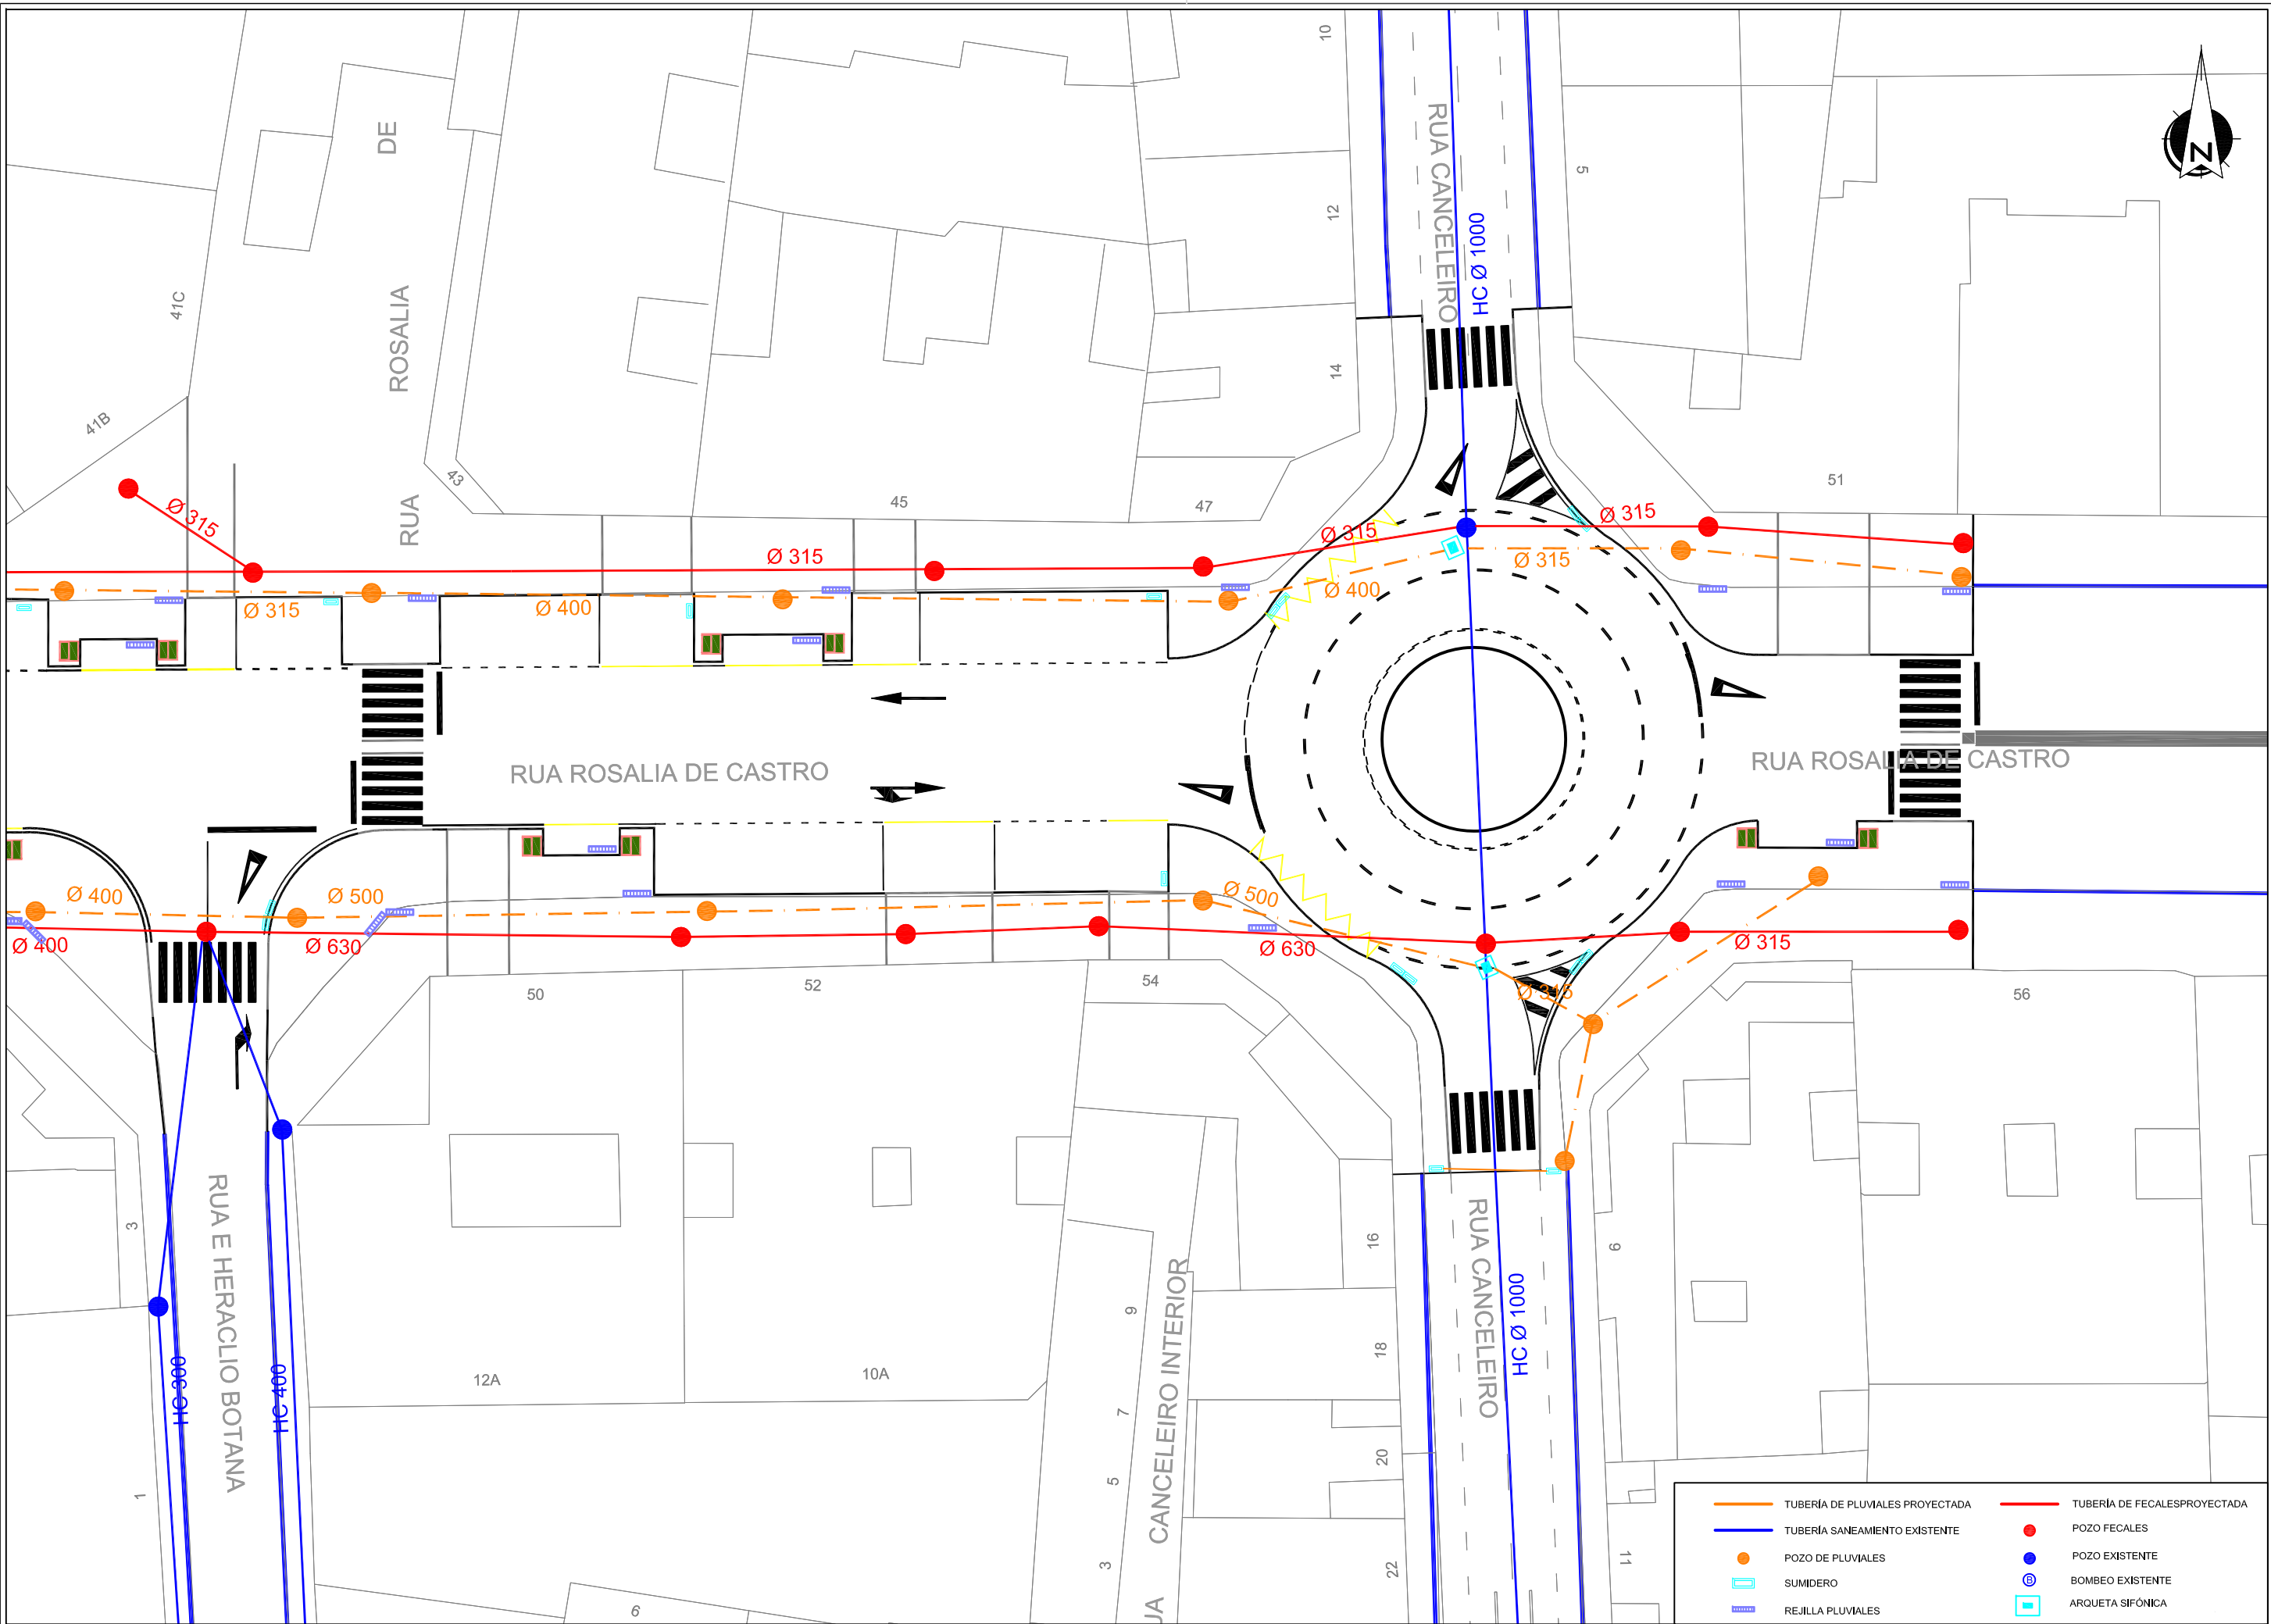 10
DE
RUA CANCELEIRO
5
N
12
HC Ø 1000
41C
ROSALIA
14
41B
43
45
47
51
Ø 315
RUA
Ø 315
Ø 315
Ø 315
Ø 315
Ø 400
Ø 400
Ø 315
RUA ROSALIA DE CASTRO
RUA ROSALIA DE CASTRO
Ø 400
Ø 500
Ø 500
Ø 400
Ø 630
Ø 630
Ø 315
50
52
54
Ø 315
56
3
RUA E HERACLIO BOTANA
16
RUA CANCELEIRO
9
9
CANCELEIRO INTERIOR
HC Ø 1000
18
HC 300
HC 400
12A
10A
7
20
5
1
3
22
11
6
UA
TUBERÍA DE PLUVIALES PROYECTADA
TUBERÍA DE FECALESPROYECTADA
TUBERÍA SANEAMIENTO EXISTENTE
POZO FECALES
POZO DE PLUVIALES
POZO EXISTENTE
SUMIDERO
B
BOMBEO EXISTENTE
REJILLA PLUVIALES
ARQUETA SIFÓNICA